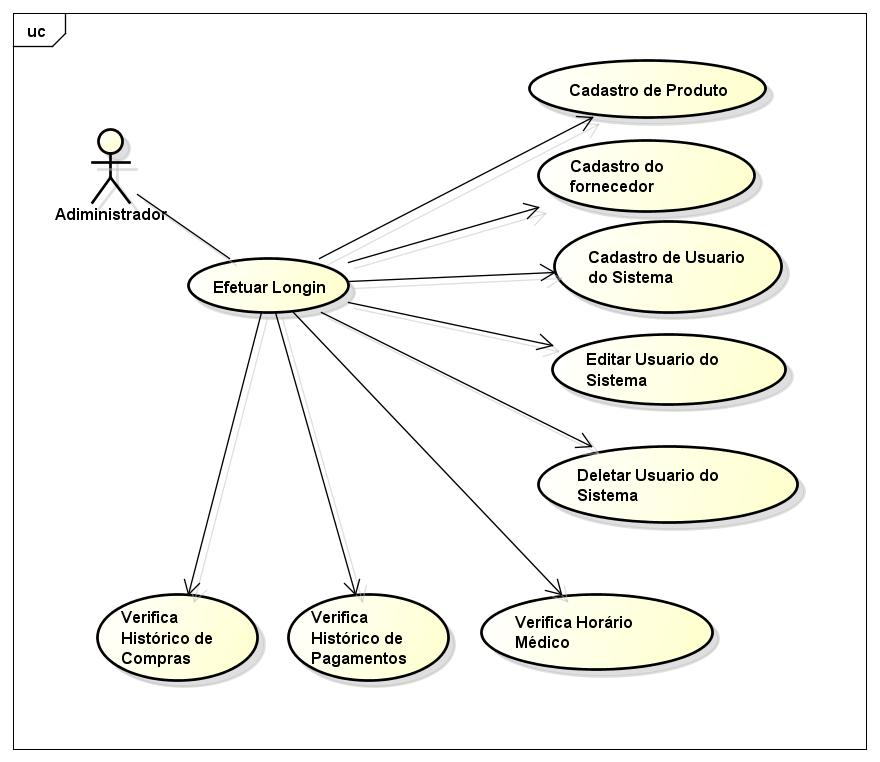 uc
Cadastro de Produto
Cadastro do
fornecedor
Adiministrador
Cadastro de Usuario
do Sistema
Efetuar Longin
Editar Usuario do
Sistema
Deletar Usuario do
Sistema
Verifica
Histórico de
Compras
Verifica
Histórico de
Pagamentos
Verifica Horário
Médico